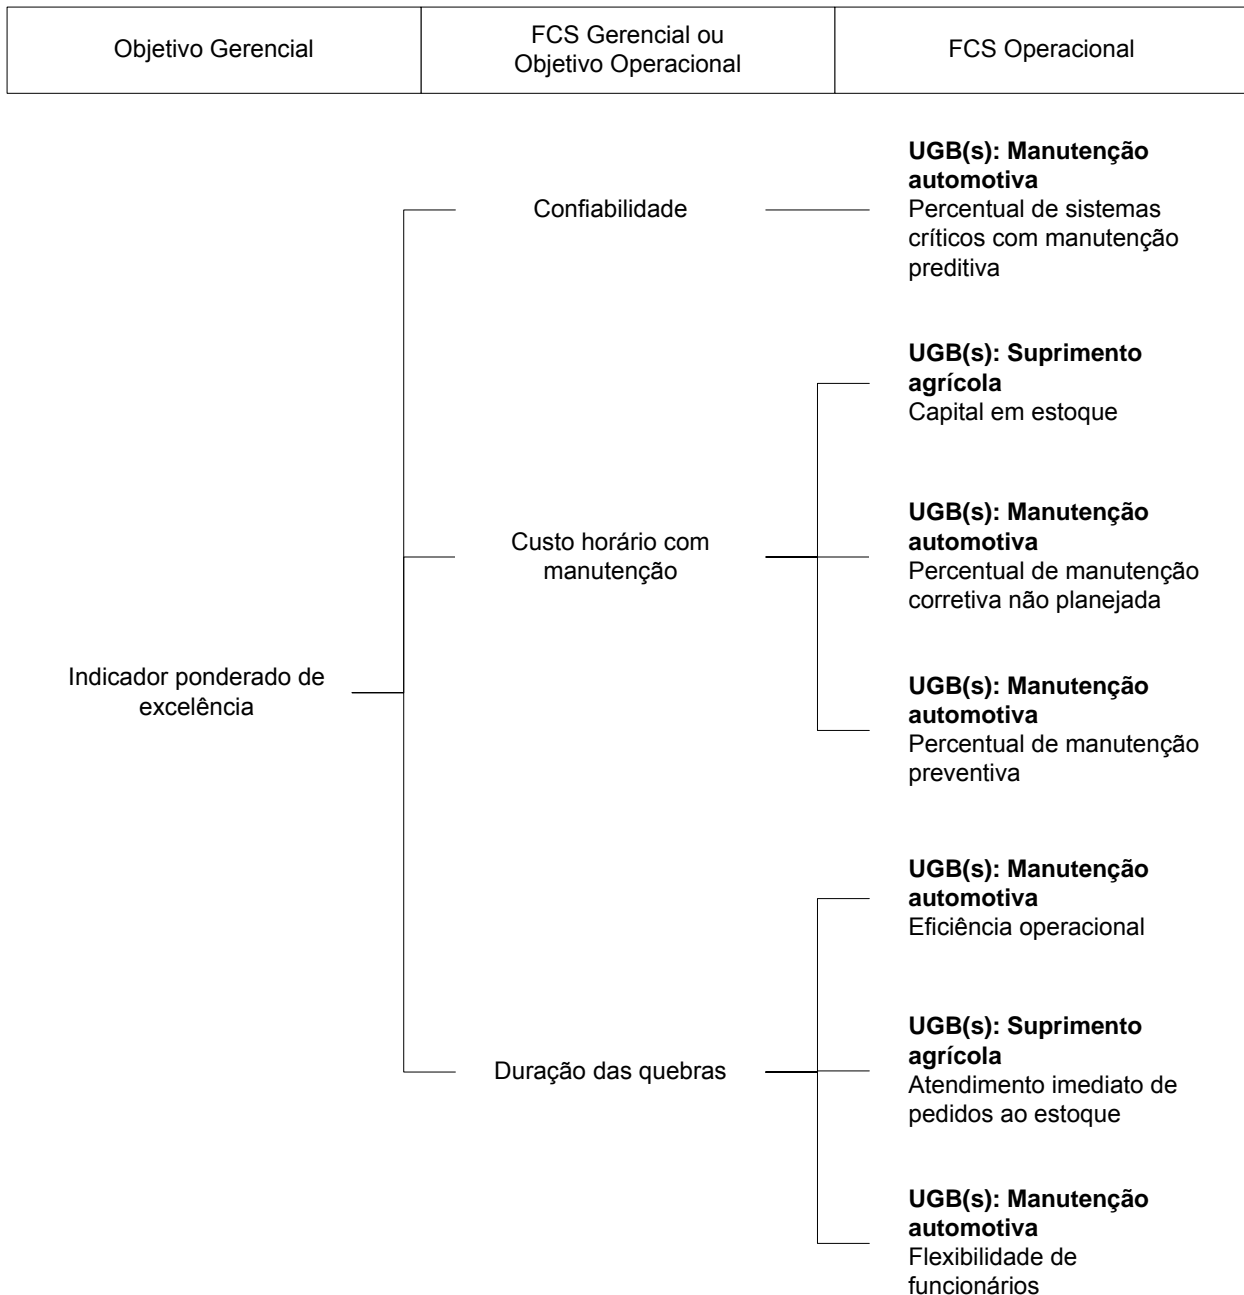 Objetivo Gerencial
FCS Gerencial ou
Objetivo Operacional
FCS Operacional
UGB(s): Manutenção
automotiva
Percentual de sistemas
críticos com manutenção
preditiva
Confiabilidade
UGB(s): Suprimento
agrícola
Capital em estoque
UGB(s): Manutenção
automotiva
Percentual de manutenção
corretiva não planejada
Custo horário com
manutenção
UGB(s): Manutenção
automotiva
Percentual de manutenção
preventiva
Indicador ponderado de
excelência
UGB(s): Manutenção
automotiva
Eficiência operacional
UGB(s): Suprimento
agrícola
Atendimento imediato de
pedidos ao estoque
Duração das quebras
UGB(s): Manutenção
automotiva
Flexibilidade de
funcionários